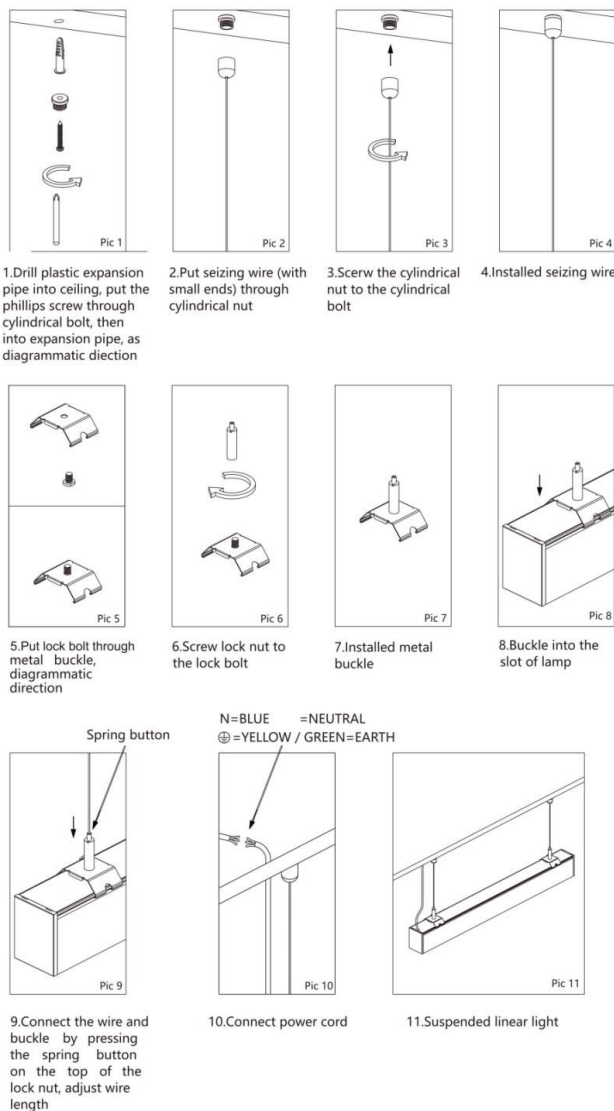 Pic 1
Pic 2
Pic 3
Pic 4
1.Drill plastic expansion
pipe into ceiling, put the
phillips screw through
cylindrical bolt, then
into expansion pipe, as
diagrammatic diection
2.Put seizing wire (with
small ends) through
cylindrical nut
3.Scerw the cylindrical
nut to the cylindrical
bolt
4.Installed seizing wire
Pic 5
Pic 6
Pic 7
Pic 8
5.Put lock bolt through
metal buckle,
diagrammatic
direction
6.Screw lock nut to
the lock bolt
7.Installed metal
buckle
8.Buckle into the
slot of lamp
Spring button
N=BLUE =NEUTRAL
⏚=YELLOW / GREEN=EARTH
Pic 9
Pic 10
Pic 11
9.Connect the wire and
buckle by pressing
the spring button
on the top of the
lock nut, adjust wire
length
10.Connect power cord
11.Suspended linear light